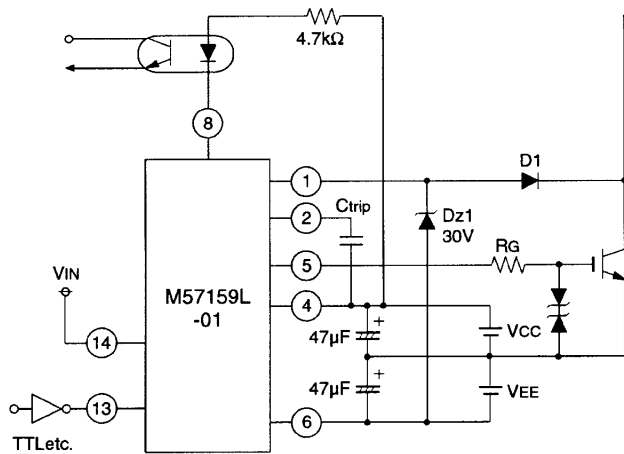 4.7kΩ
8
1
D1
2
Ctrip
Dz1
30V
5
RG
VIN
M57159L
-01
4
+
47µF
VCC
14
+
47µF
VEE
13
6
TTLetc.